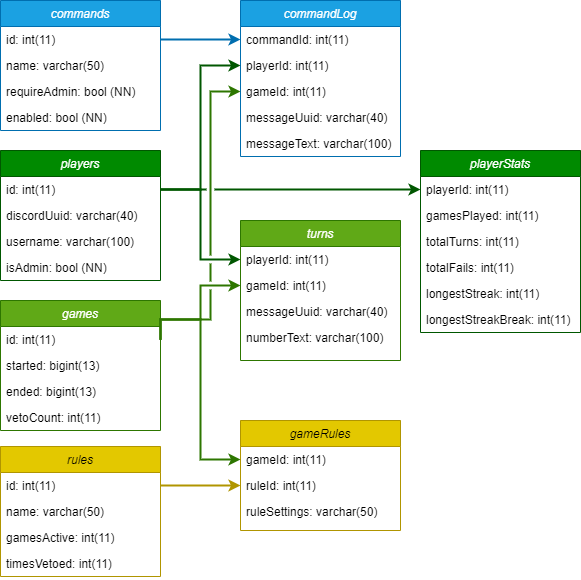 commands
id: int(11)
name: varchar(50)
requireAdmin: bool (NN)
enabled: bool (NN)
commandLog
commandId: int(11)
playerId: int(11)
gameId: int(11)
messageUuid: varchar(40)
messageText: varchar(100)
players
id: int(11)
discordUuid: varchar(40)
username: varchar(100)
isAdmin: bool (NN)
playerStats
playerId: int(11)
gamesPlayed: int(11)
totalTurns: int(11)
totalFails: int(11)
longestStreak: int(11)
longestStreakBreak: int(11)
turns
playerId: int(11)
gameId: int(11)
messageUuid: varchar(40)
numberText: varchar(100)
games
id: int(11)
started: bigint(13)
ended: bigint(13)
vetoCount: int(11)
gameRules
gameId: int(11)
ruleId: int(11)
ruleSettings: varchar(50)
rules
id: int(11)
name: varchar(50)
gamesActive: int(11)
timesVetoed: int(11)